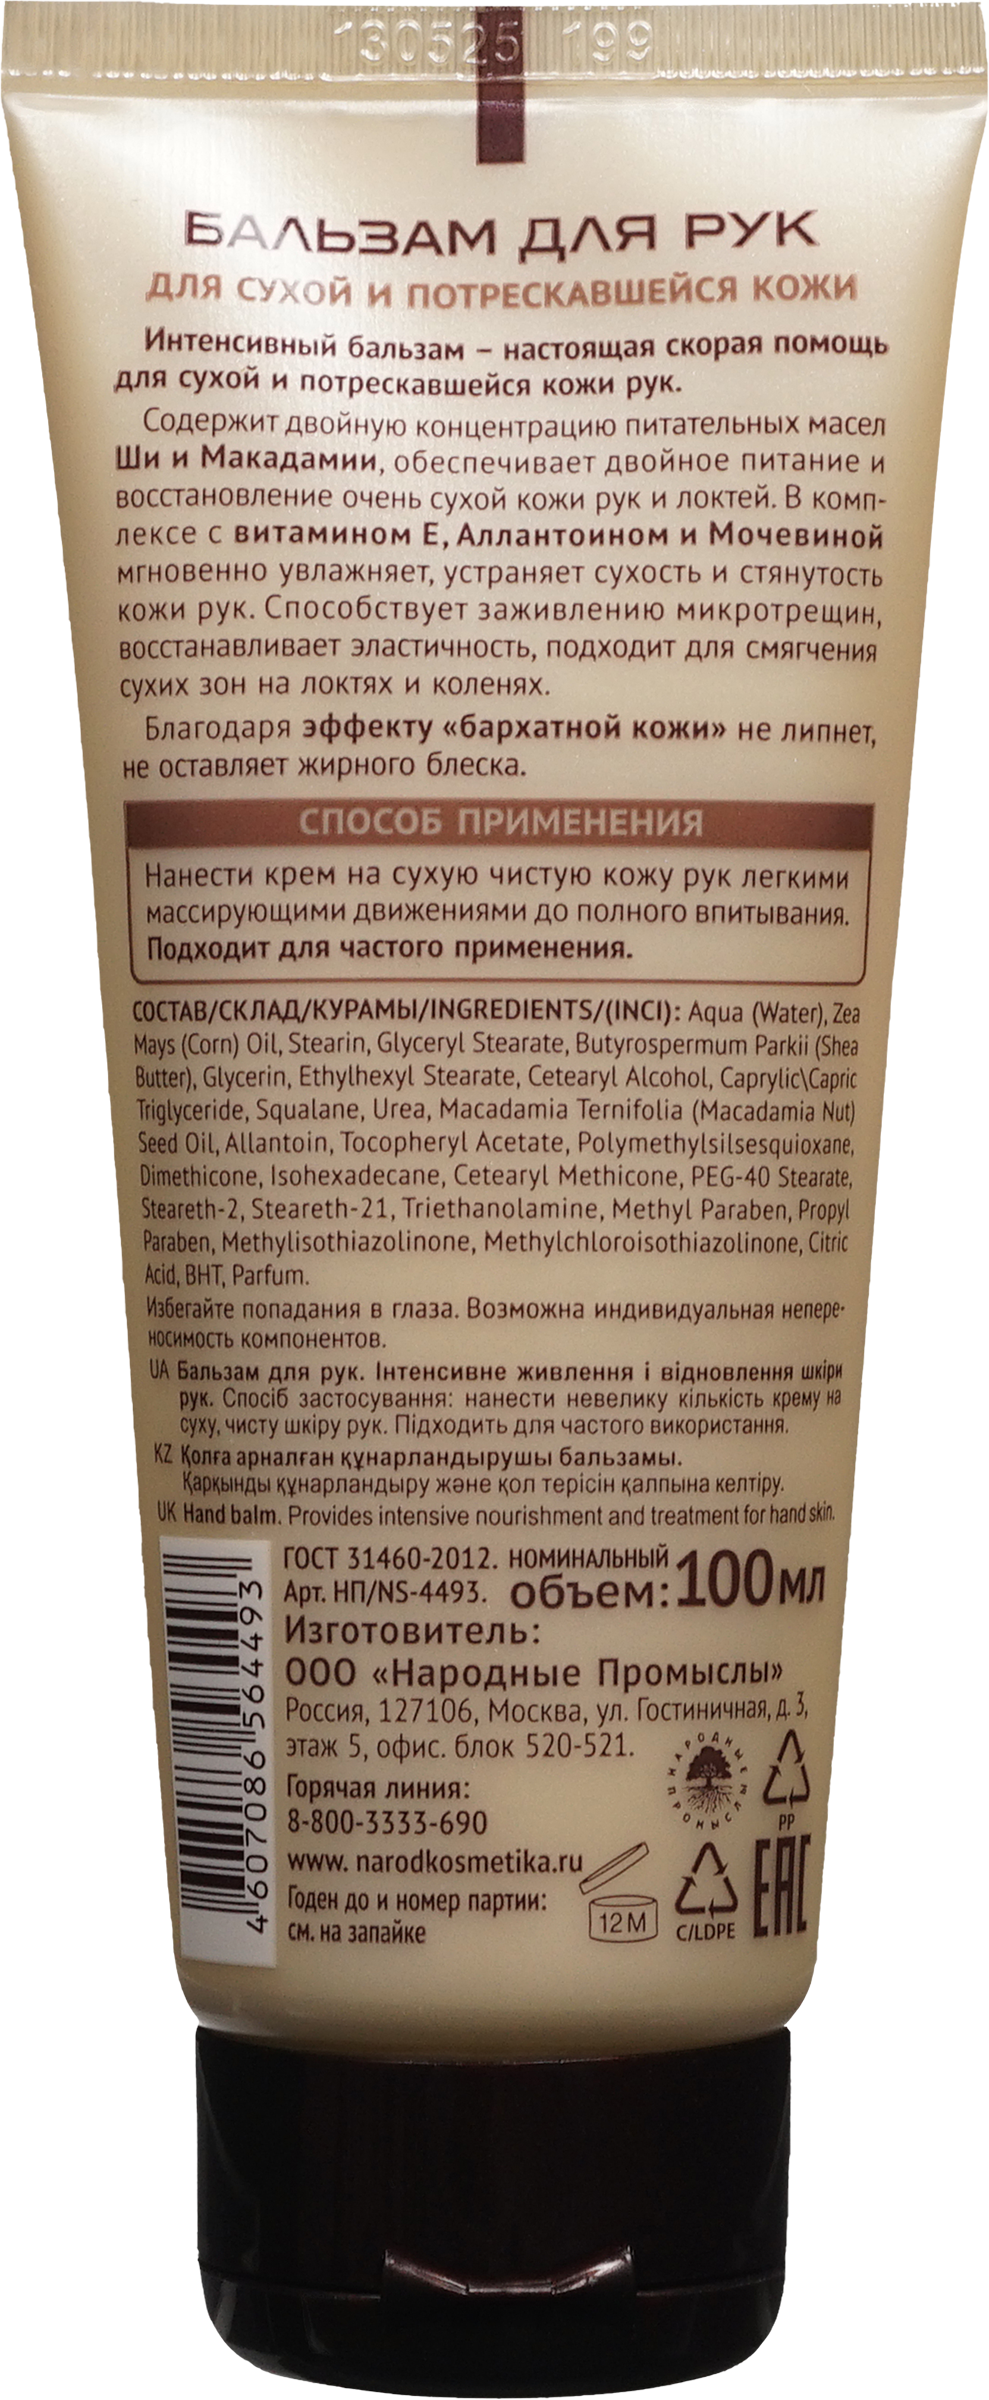 130525 199
БАЛЬЗАМ ДЛЯ РУК
ДЛЯ СУХОЙ И ПОТРЕСКАВШЕЙСЯ КОЖИ
Интенсивный бальзам – настоящая скорая помощь
для сухой и потрескавшейся кожи рук.
Содержит двойную концентрацию питательных масел
Ши и Макадамии, обеспечивает двойное питание и
восстановление очень сухой кожи рук и локтей. В комп-
лексе с витамином Е, Аллантоином и Мочевиной
мгновенно увлажняет, устраняет сухость и стянутость
кожи рук. Способствует заживлению микротрещин,
восстанавливает эластичность, подходит для смягчения
сухих зон на локтях и коленях.
Благодаря эффекту «бархатной кожи» не липнет,
не оставляет жирного блеска.
СПОСОБ ПРИМЕНЕНИЯ
Нанести крем на сухую чистую кожу рук легкими
массирующими движениями до полного впитывания.
Подходит для частого применения.
СОСТАВ/СКЛАД/КУРАМЫ/INGREDIENTS/(INCI): Aqua (Water), Zea
Mays (Corn) Oil, Stearin, Glyceryl Stearate, Butyrospermum Parkii (Shea
Butter), Glycerin, Ethylhexyl Stearate, Cetearyl Alcohol, Caprylic\Capric
Triglyceride, Squalane, Urea, Macadamia Ternifolia (Macadamia Nut)
Seed Oil, Allantoin, Tocopheryl Acetate, Polymethylsilsesquioxane,
Dimethicone, Isohexadecane, Cetearyl Methicone, PEG-40 Stearate,
Steareth-2, Steareth-21, Triethanolamine, Methyl Paraben, Propyl
Paraben, Methylisothiazolinone, Methylchloroisothiazolinone, Citric
Acid, BHT, Parfum.
Избегайте попадания в глаза. Возможна индивидуальная непере-
носимость компонентов.
UA Бальзам для рук. Інтенсивне живлення і відновлення шкіри
рук. Спосіб застосування: нанести невелику кількість крему на
суху, чисту шкіру рук. Підходить для частого використання.
KZ Қолға арналған құнарландырушы бальзамы.
Қарқынды құнарландыру және қол терісін қалпына келтіру.
UK Hand balm. Provides intensive nourishment and treatment for hand skin.
ГОСТ 31460-2012. НОМИНАЛЬНЫЙ
Арт. НП/NS-4493. объем: 100мл
Изготовитель:
ООО «Народные Промыслы»
Россия, 127106, Москва, ул. Гостиничная, д. 3,
этаж 5, офис. блок 520-521.
Горячая линия:
8-800-3333-690
www. narodkosmetika.ru
Годен до и номер партии:
см. на запайке
4 607086 564493
НАРОДНЫЕ ПРОМЫСЛЫ
PP
12 M
C/LDPE
EAC